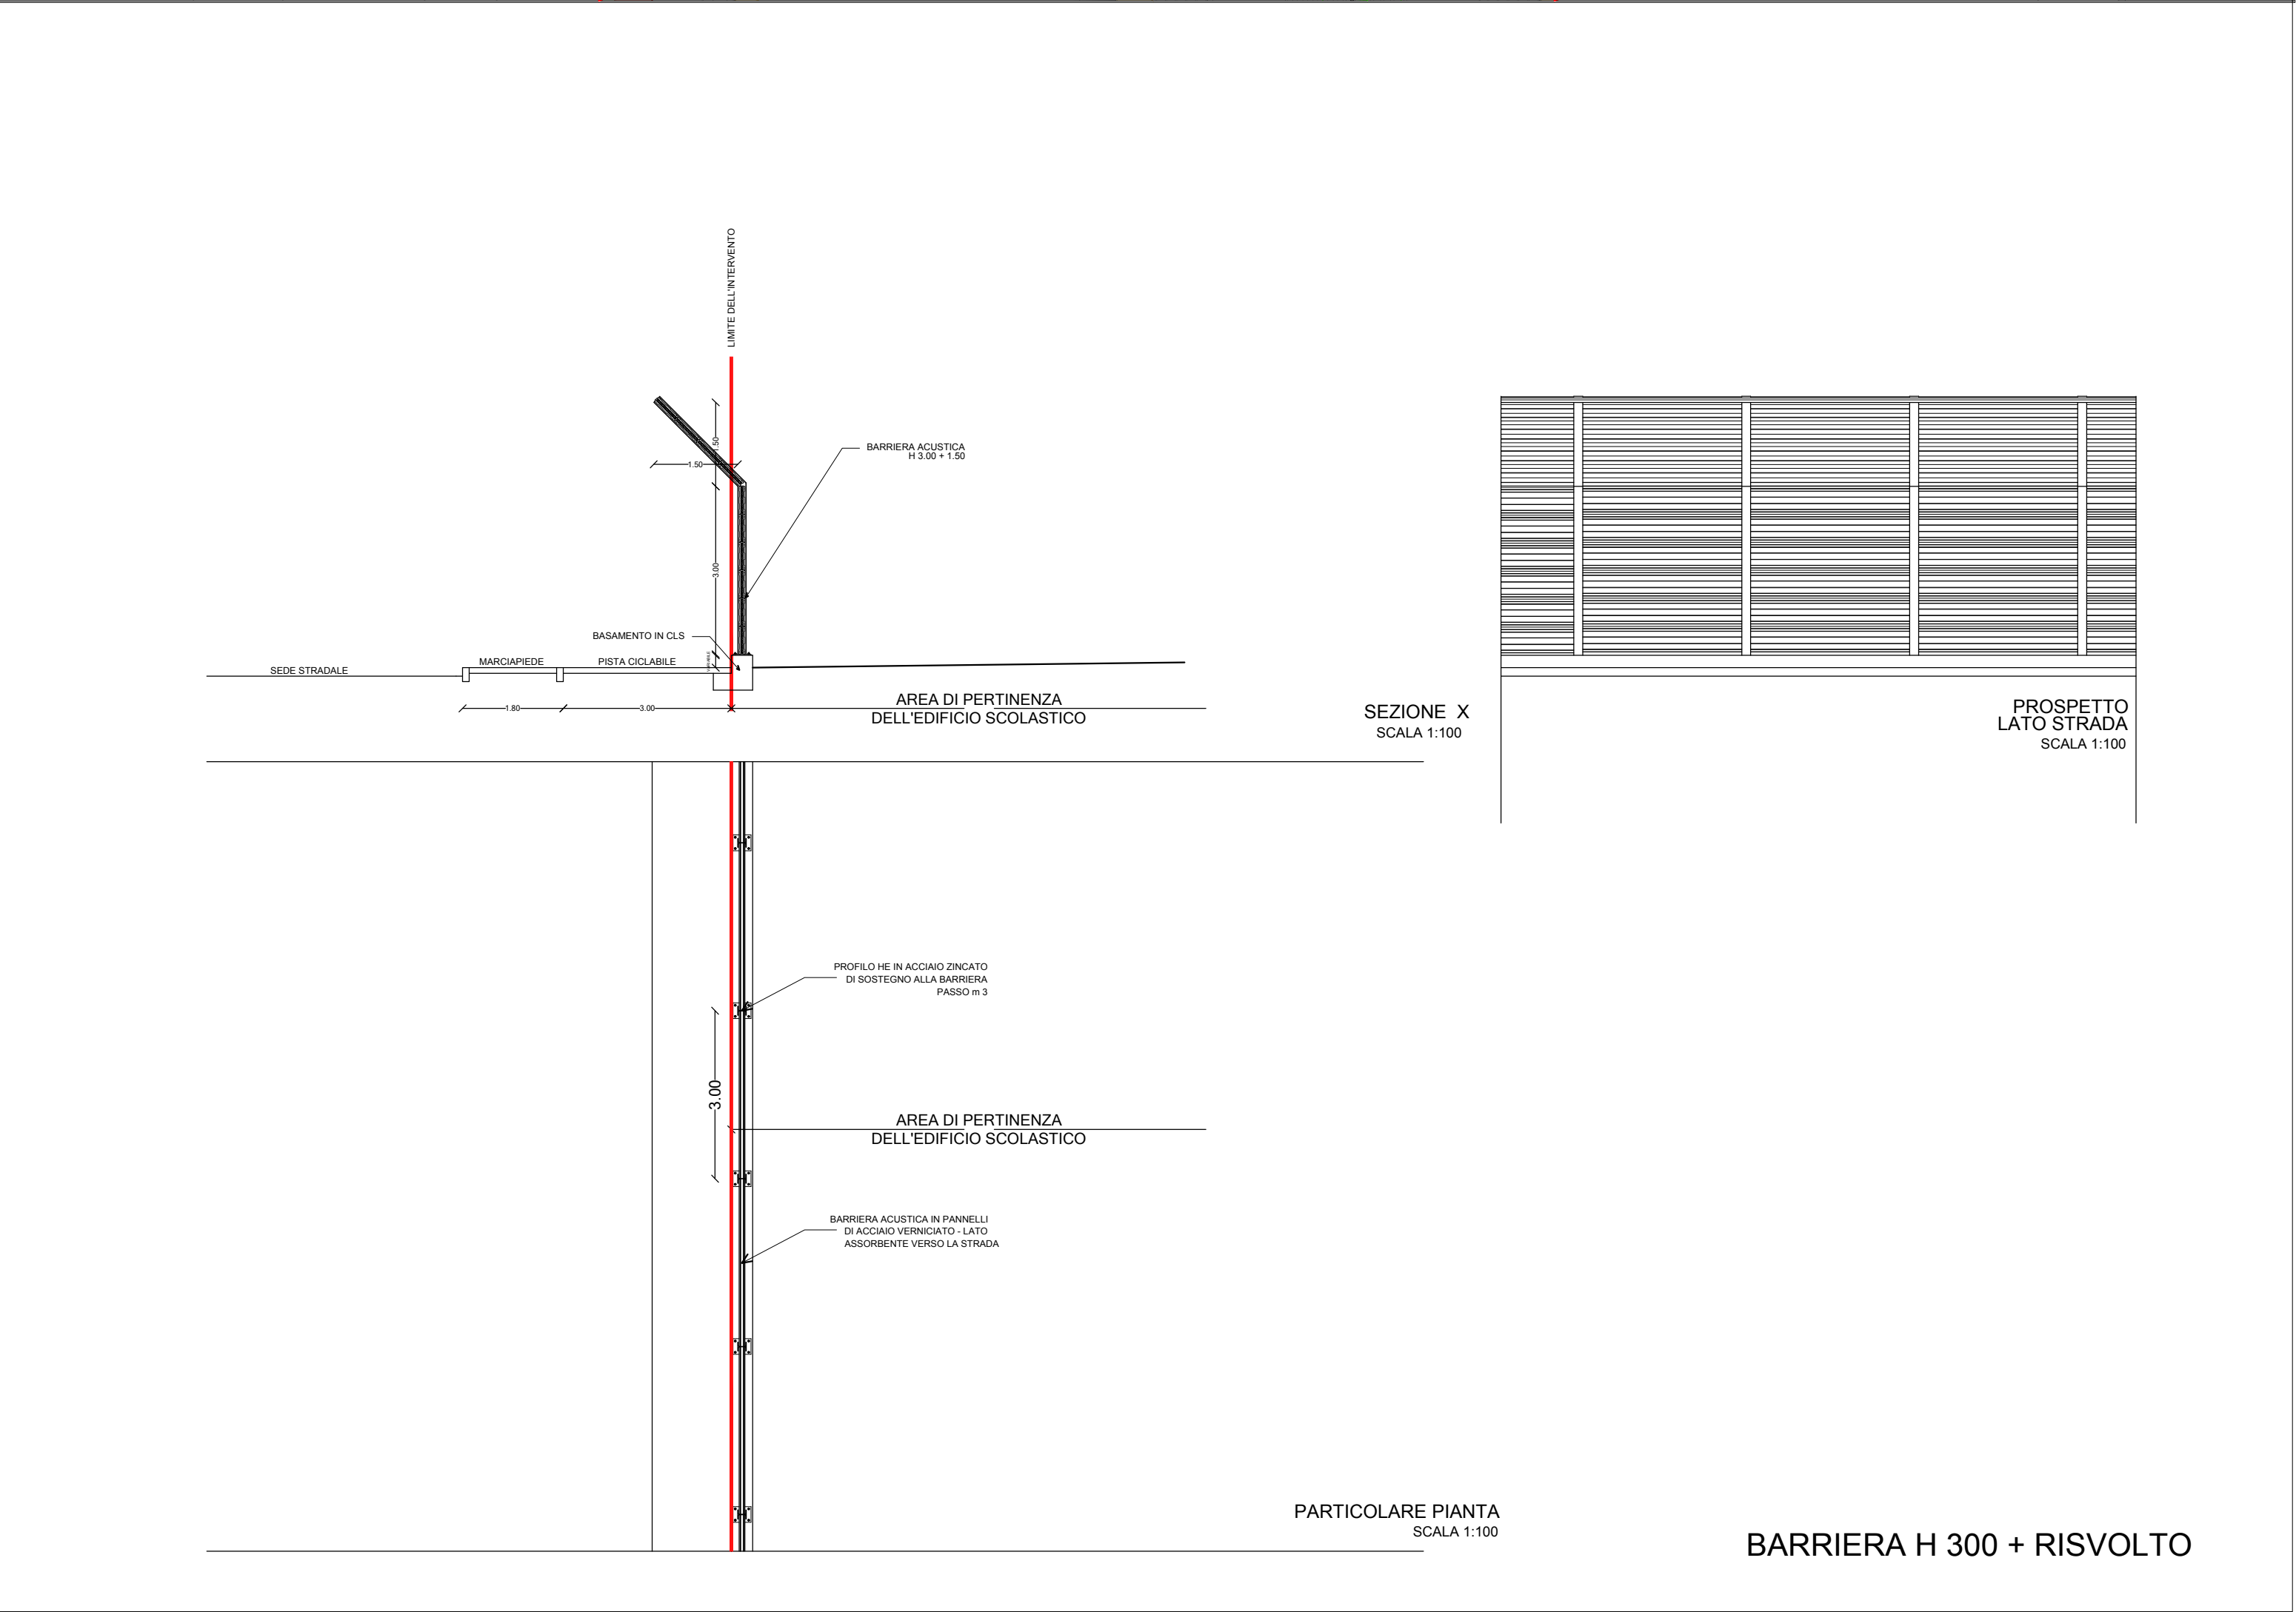 LIMITE DELL'INTERVENTO
1.50
1.50
BARRIERA ACUSTICA
H 3.00 + 1.50
3.00
BASAMENTO IN CLS
VARIABILE
SEDE STRADALE
MARCIAPIEDE
PISTA CICLABILE
1.80
3.00
AREA DI PERTINENZA
DELL'EDIFICIO SCOLASTICO
SEZIONE X
SCALA 1:100
PROSPETTO
LATO STRADA
SCALA 1:100
PROFILO HE IN ACCIAIO ZINCATO
DI SOSTEGNO ALLA BARRIERA
PASSO m 3
3.00
AREA DI PERTINENZA
DELL'EDIFICIO SCOLASTICO
BARRIERA ACUSTICA IN PANNELLI
DI ACCIAIO VERNICIATO - LATO
ASSORBENTE VERSO LA STRADA
PARTICOLARE PIANTA
SCALA 1:100
BARRIERA H 300 + RISVOLTO